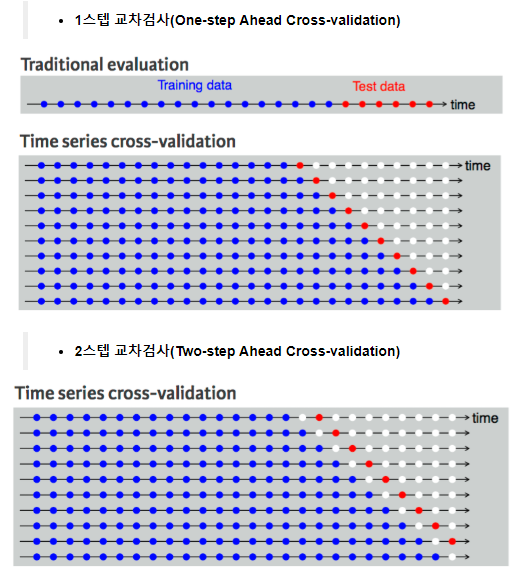 1스텝 교차검사(One-step Ahead Cross-validation)
Traditional evaluation
Training data
Test data
time
Time series cross-validation
time
2스텝 교차검사(Two-step Ahead Cross-validation)
Time series cross-validation
time